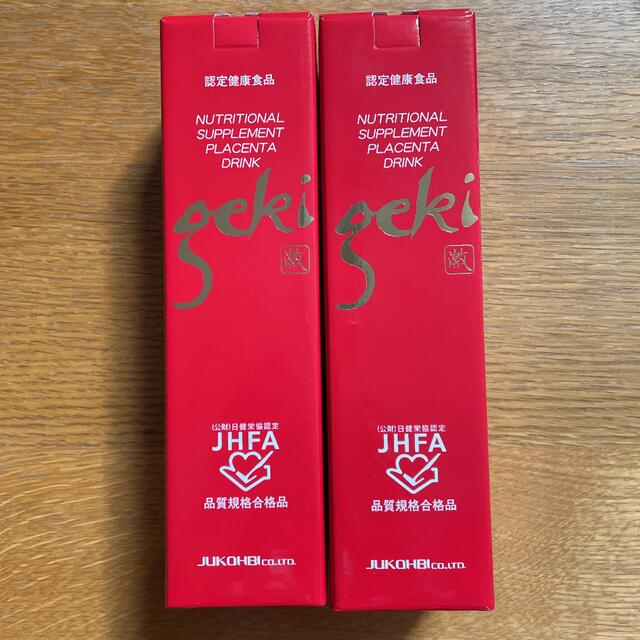 認定健康食品
NUTRITIONAL
SUPPLEMENT
PLACENTA
DRINK
geki
激
(公財)日健栄協認定
JHFA
品質規格合格品
JUKOHBI CO.,LTD.
認定健康食品
NUTRITIONAL
SUPPLEMENT
PLACENTA
DRINK
geki
激
(公財)日健栄協認定
JHFA
品質規格合格品
JUKOHBI CO.,LTD.